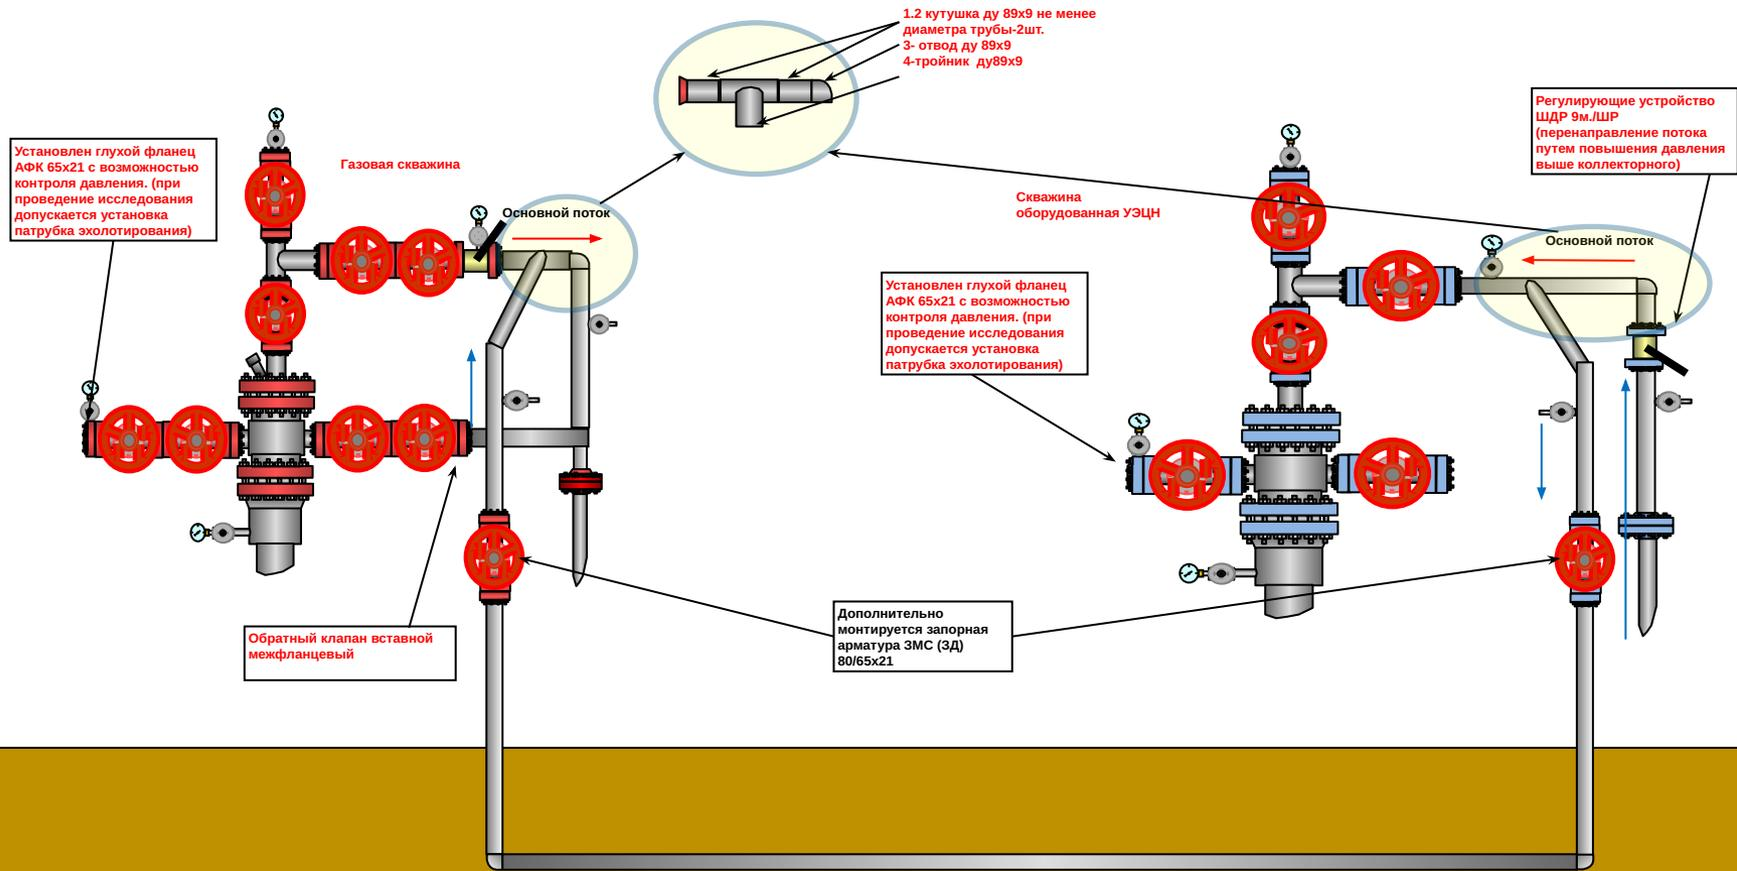 1.2 кутушка ду 89х9 не менее
диаметра трубы-2шт.
3- отвод ду 89х9
4-тройник  ду89х9
Установлен глухой фланец
АФК 65х21 с возможностью
контроля давления. (при
проведение исследования
допускается установка
патрубка эхолотирования)
Газовая скважина
Основной поток
Скважина
оборудованная УЭЦН
Регулирующие устройство
ШДР 9м./ШР
(перенаправление потока
путем повышения давления
выше коллекторного)
Основной поток
Установлен глухой фланец
АФК 65х21 с возможностью
контроля давления. (при
проведение исследования
допускается установка
патрубка эхолотирования)
Обратный клапан вставной
межфланцевый
Дополнительно
монтируется запорная
арматура ЗМС (ЗД)
80/65х21